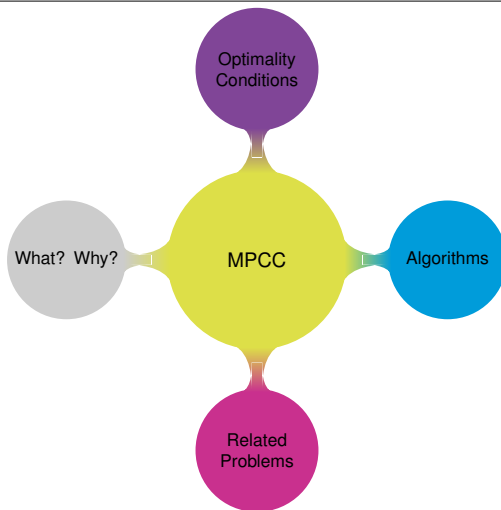 Optimality
Conditions
What?  Why?
MPCC
Algorithms
Related
Problems